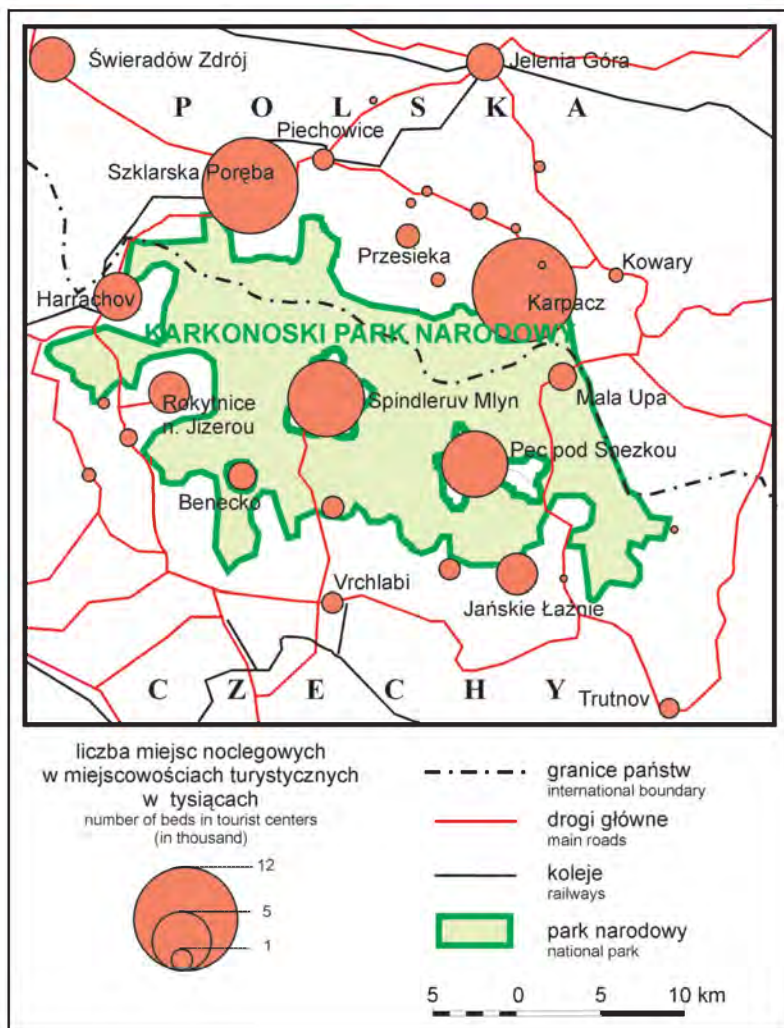 Świeradów Zdrój
Jelenia Góra
P O L S K A
Piechowice
Szklarska Poręba
Przesieka
Kowary
Harrachov
Karpacz
KARKONOSKI PARK NARODOWY
Rokytnice
n. Jizerou
Spindleruv Mlyn
Mala Upa
Pec pod Snezkou
Benecko
Vrchlabi
Jańskie Łaźnie
C Z E C H Y
Trutnov
liczba miejsc noclegowych
w miejscowościach turystycznych
w tysiącach
number of beds in tourist centers
(in thousand)
12
5
1
granice państw
international boundary
drogi główne
main roads
koleje
railways
park narodowy
national park
5 0 5 10 km